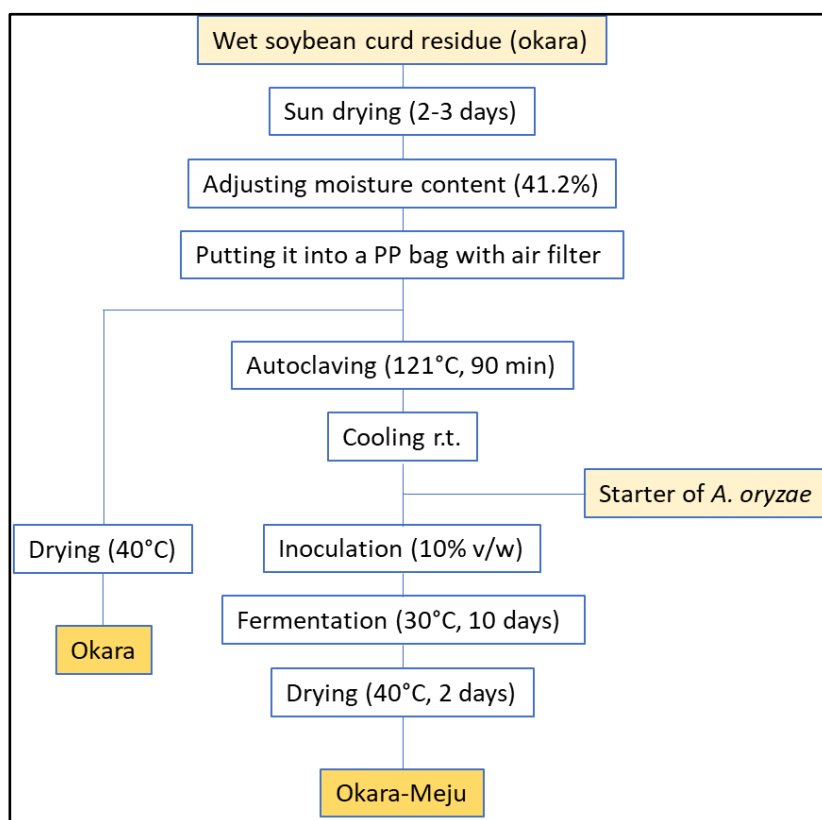 Wet soybean curd residue (okara)
Sun drying (2-3 days)
Adjusting moisture content (41.2%)
Putting it into a PP bag with air filter
Autoclaving (121°C, 90 min)
Cooling r.t.
Starter of A. oryzae
Drying (40°C)
Inoculation (10% v/w)
Fermentation (30°C, 10 days)
Okara
Drying (40°C, 2 days)
Okara-Meju